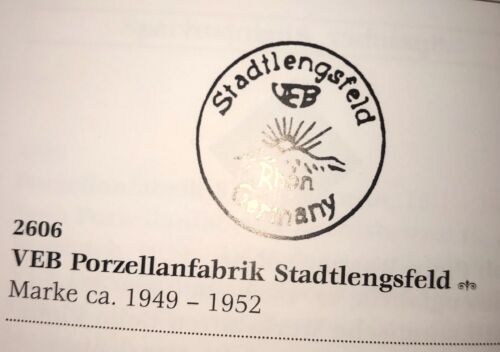 Stadtlengsfeld
VEB
Rhön
Germany
2606
VEB Porzellanfabrik Stadtlengsfeld
Marke ca. 1949 – 1952